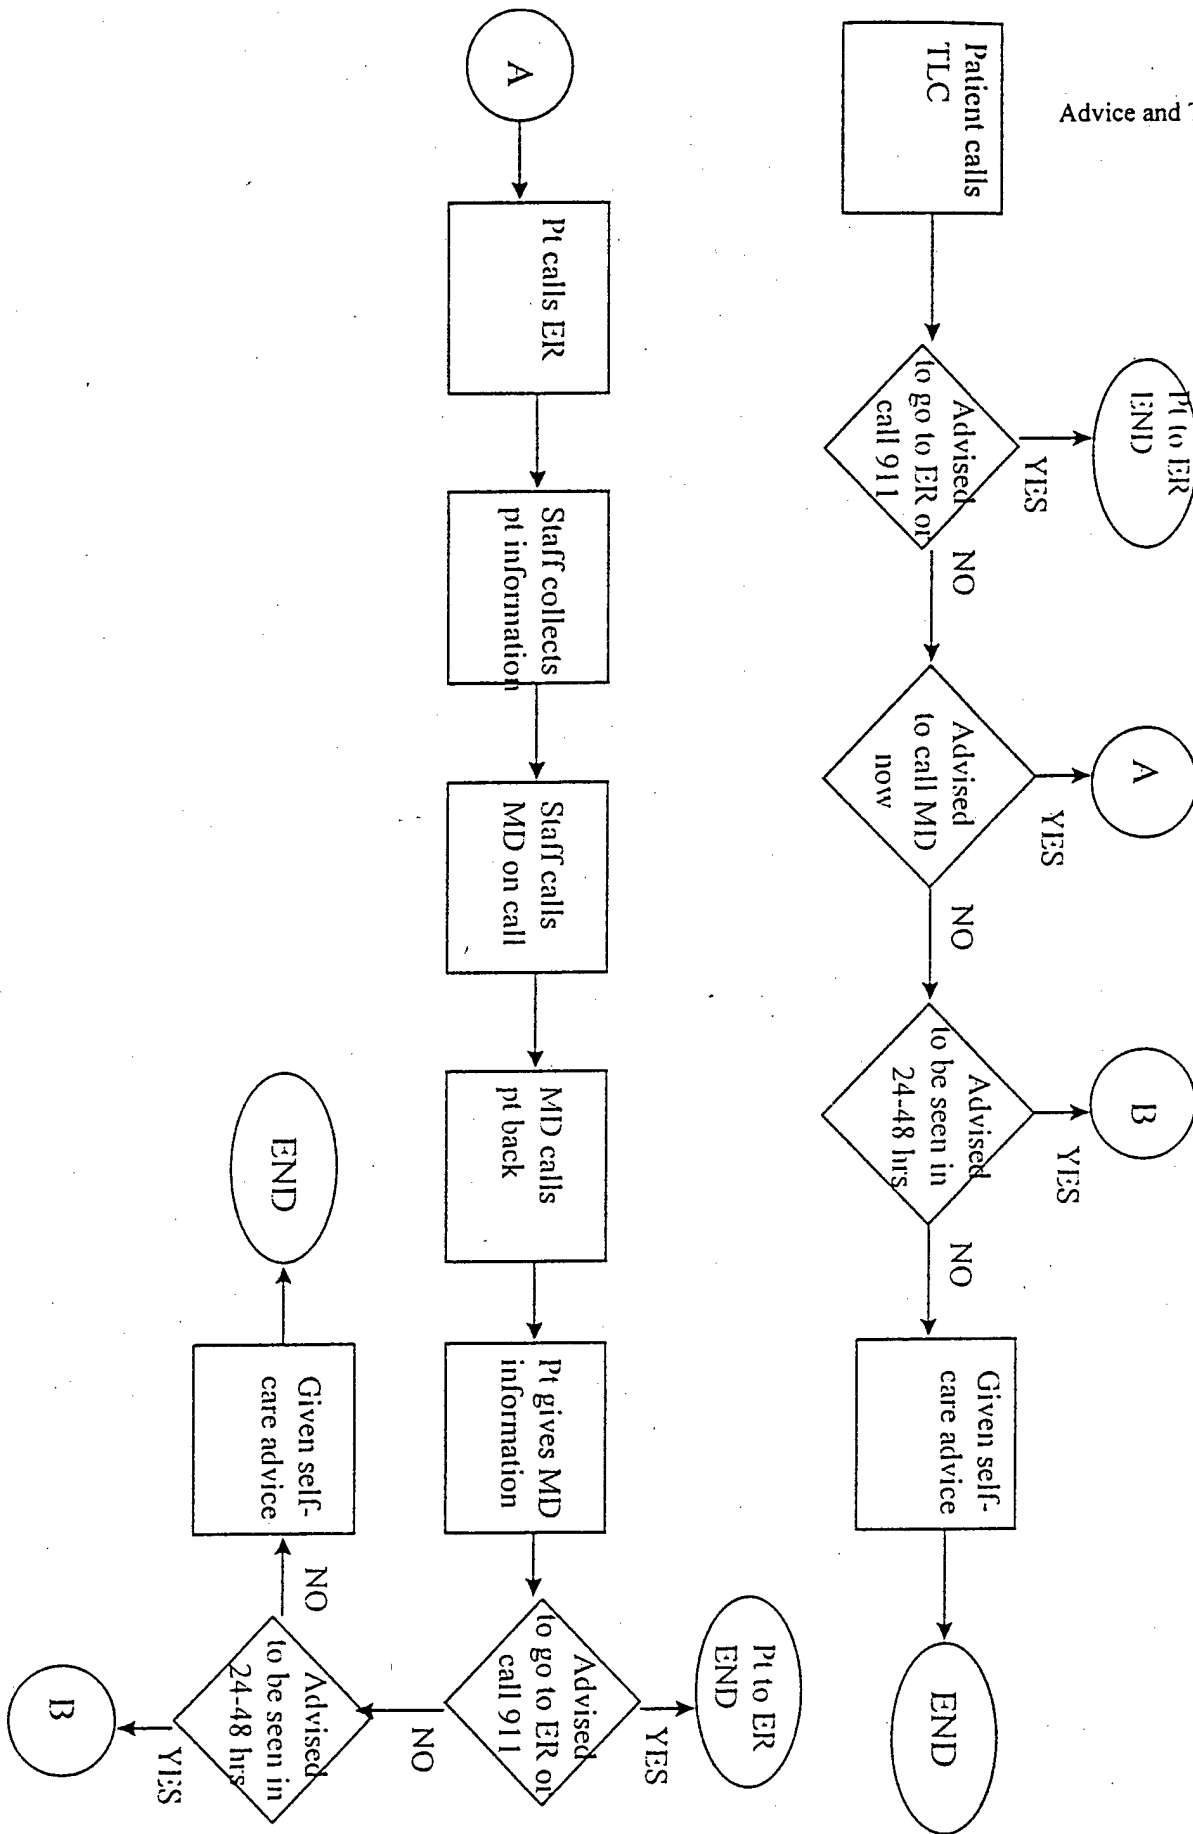 Advice and
Patient calls
TLC
Pt to ER
END
Advised
to go to ER or
call 911
YES
NO
A
Advised
to call MD
now
YES
NO
B
Advised
to be seen in
24-48 hrs
YES
NO
Given self-
care advice
END
A
Pt calls ER
Staff collects
pt information
Staff calls
MD on call
MD calls
pt back
Pt gives MD
information
Pt to ER
END
Advised
to go to ER or
call 911
YES
NO
Advised
to be seen in
24-48 hrs
YES
NO
B
Given self-
care advice
END